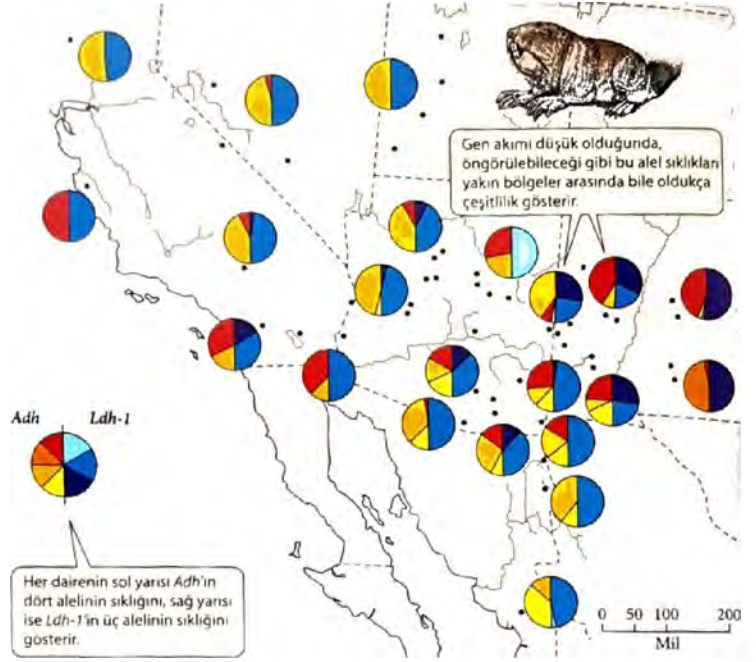 Gen akımı düşük olduğunda,
öngörülebileceği gibi bu alel sıklıkları
yakın bölgeler arasında bile oldukça
çeşitlilik gösterir.
Adh Ldh-1
Her dairenin sol yarısı Adh'ın
dört alelinin sıklığını, sağ yarısı
ise Ldh-1'in üç alelinin sıklığını
gösterir.
0 50 100 200
Mil